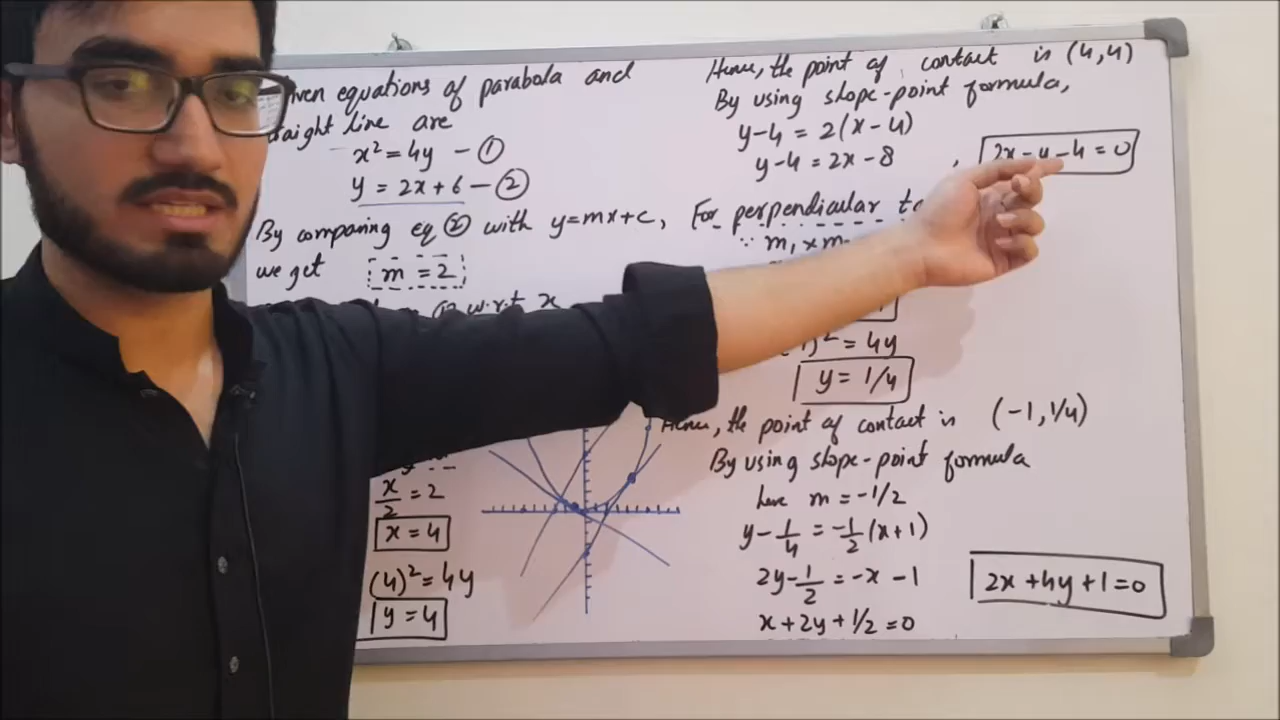 equations of parabola and
line are
x² = 4y – ①
y = 2x + 6 – ②
By comparing eq ② with y = mx + c,
we get m = 2
w.r.t x
x/2 = 2
x = 4
(4)² = 4y
y = 4
Hence, the point of contact is (4,4)
By using slope-point formula,
y – 4 = 2(x – 4)
y – 4 = 2x – 8
2x – y – 4 = 0
For perpendicular
∵ m₁ × m
² = 4y
y = 1/4
Hence, the point of contact is (-1, 1/4)
By using slope-point formula
here m = -1/2
y - 1/4 = -1/2 (x+1)
2y - 1/2 = -x - 1
x + 2y + 1/2 = 0
2x + 4y + 1 = 0